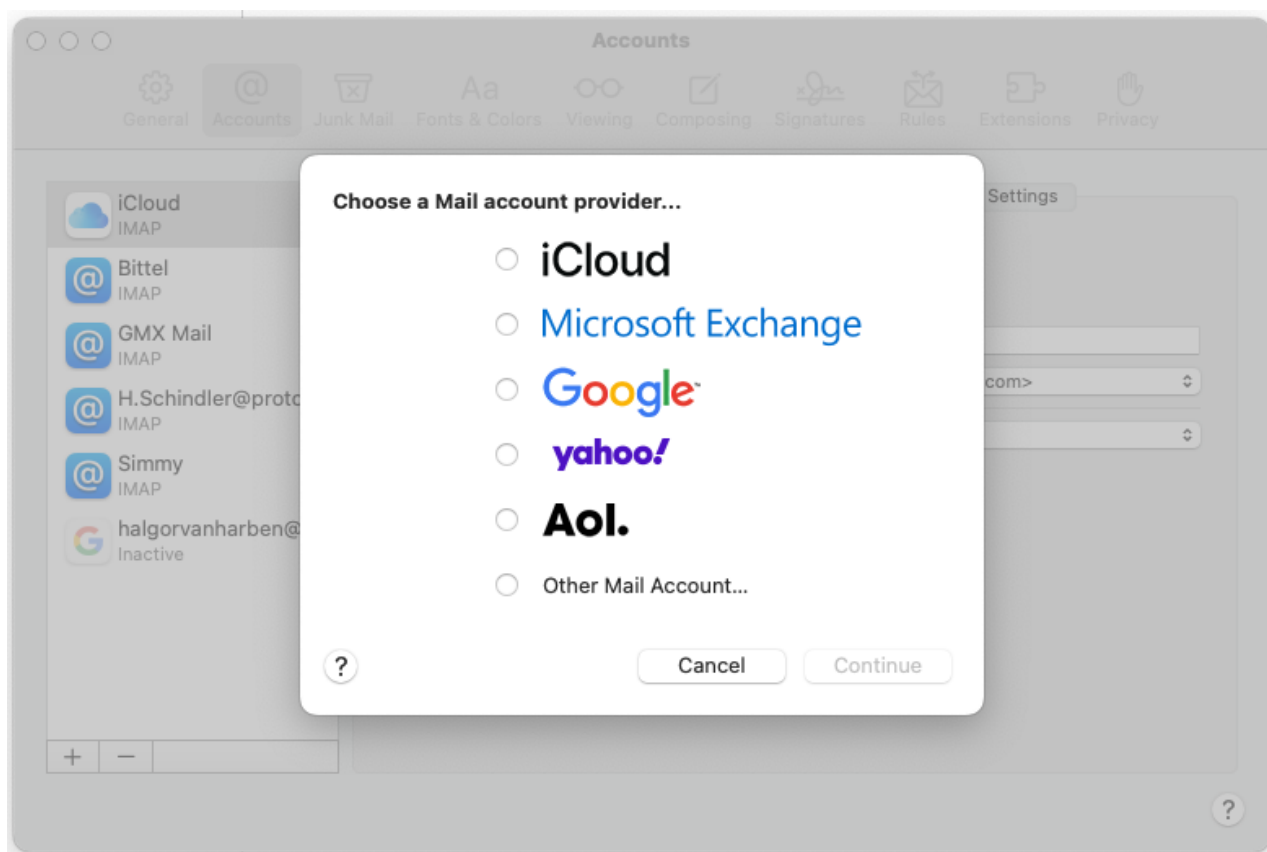 Accounts
General Accounts Junk Mail Fonts & Colors Viewing Composing Signatures Rules Extensions Privacy
iCloud
IMAP
Bittel
IMAP
GMX Mail
IMAP
H.Schindler@proto
IMAP
Simmy
IMAP
halgorvanharben@
Inactive
Choose a Mail account provider...
iCloud
Microsoft Exchange
Google™
yahoo!
Aol.
Other Mail Account...
?
Cancel
Continue
Settings
com>
?